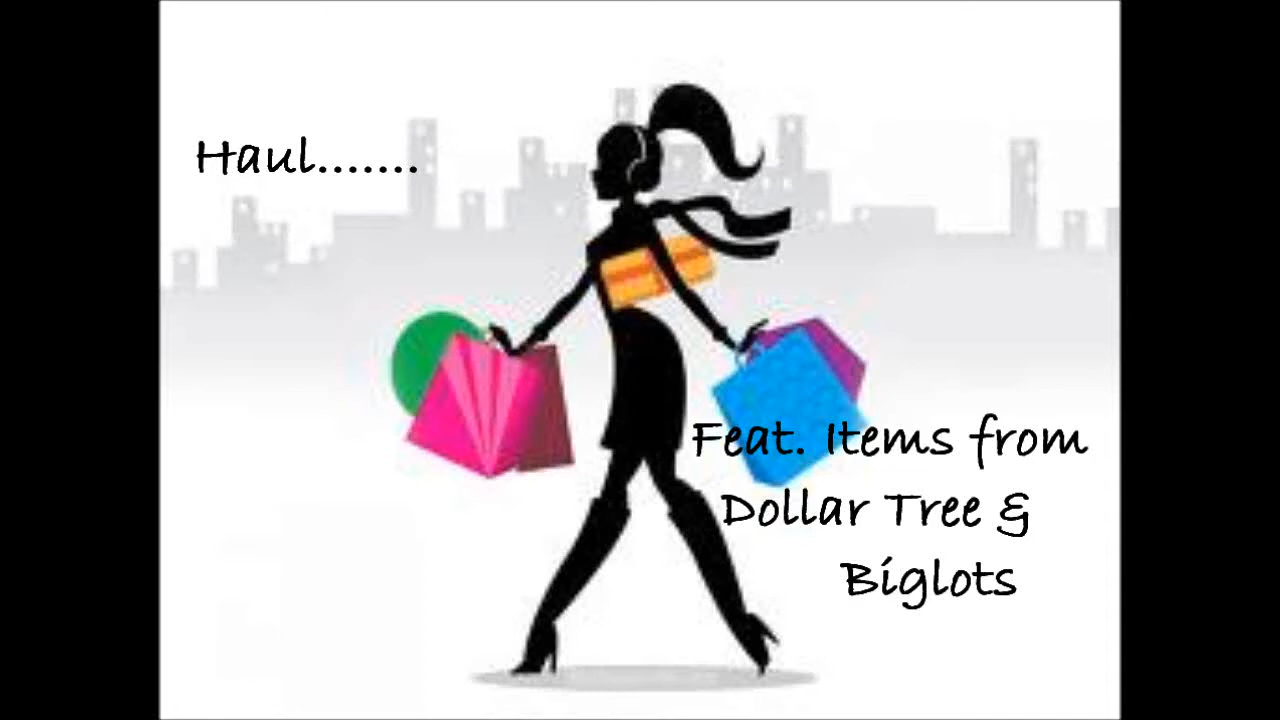 Haul.......
Feat. Items from
Dollar Tree &
Biglots